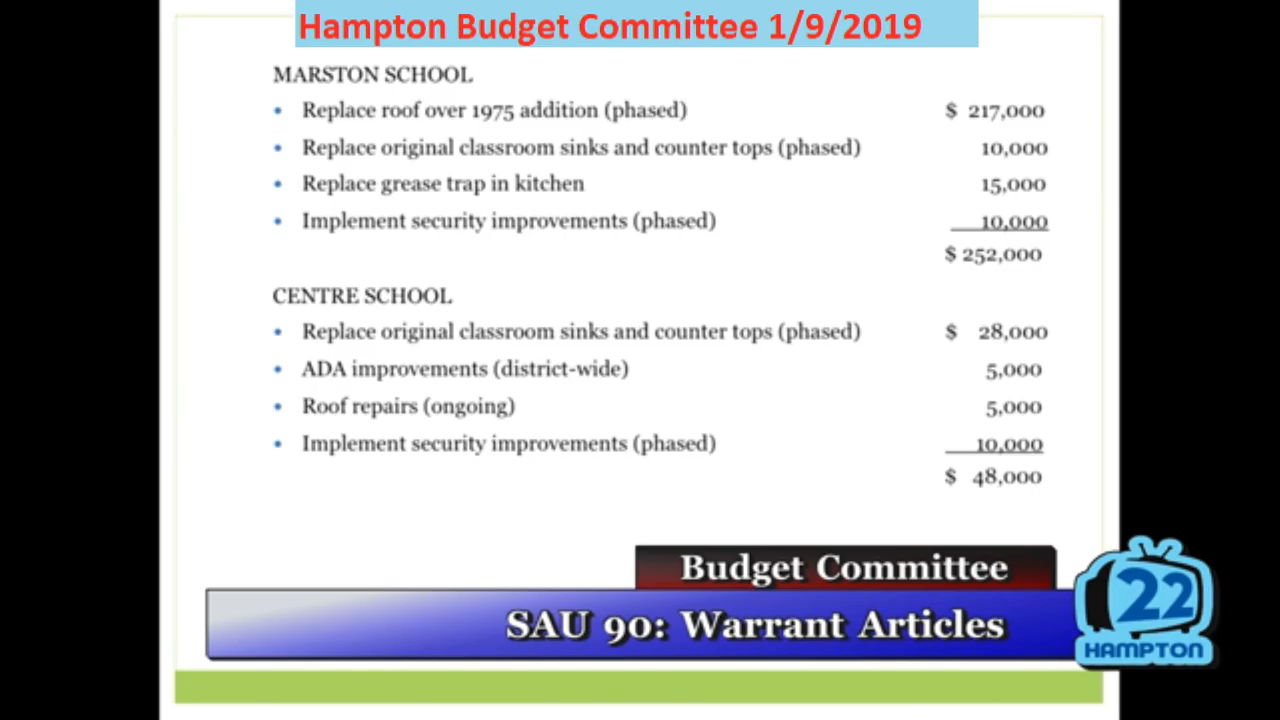 Hampton Budget Committee 1/9/2019
MARSTON SCHOOL
• Replace roof over 1975 addition (phased) $ 217,000
• Replace original classroom sinks and counter tops (phased) 10,000
• Replace grease trap in kitchen 15,000
• Implement security improvements (phased) 10,000
$ 252,000
CENTRE SCHOOL
• Replace original classroom sinks and counter tops (phased) $ 28,000
• ADA improvements (district-wide) 5,000
• Roof repairs (ongoing) 5,000
• Implement security improvements (phased) 10,000
$ 48,000
Budget Committee
SAU 90: Warrant Articles
22
HAMPTON